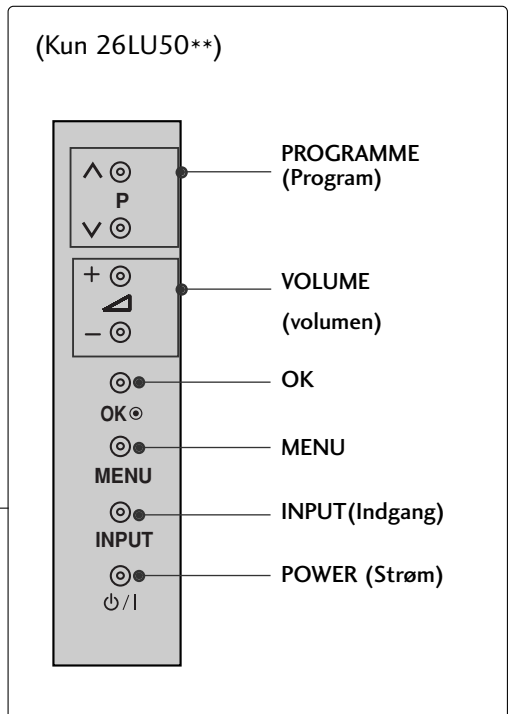 (Kun 26LU50**)
PROGRAMME
(Program)
P
+
VOLUME
(volumen)
−
OK
OK
MENU
MENU
INPUT(Indgang)
INPUT
POWER (Strøm)
⏻/I